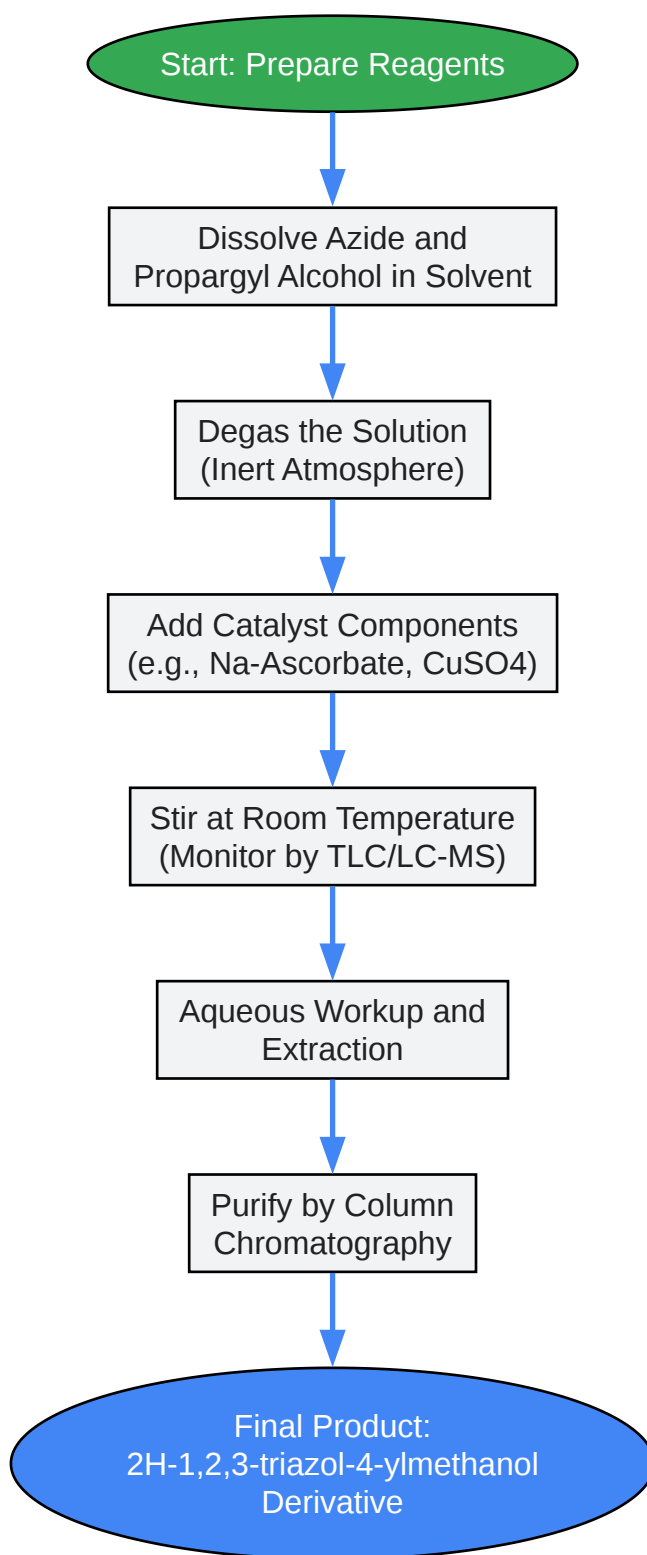 Start: Prepare Reagents
Dissolve Azide and
Propargyl Alcohol in Solvent
Degas the Solution
(Inert Atmosphere)
Add Catalyst Components
(e.g., Na-Ascorbate, CuSO4)
Stir at Room Temperature
(Monitor by TLC/LC-MS)
Aqueous Workup and
Extraction
Purify by Column
Chromatography
Final Product:
2H-1,2,3-triazol-4-ylmethanol
Derivative